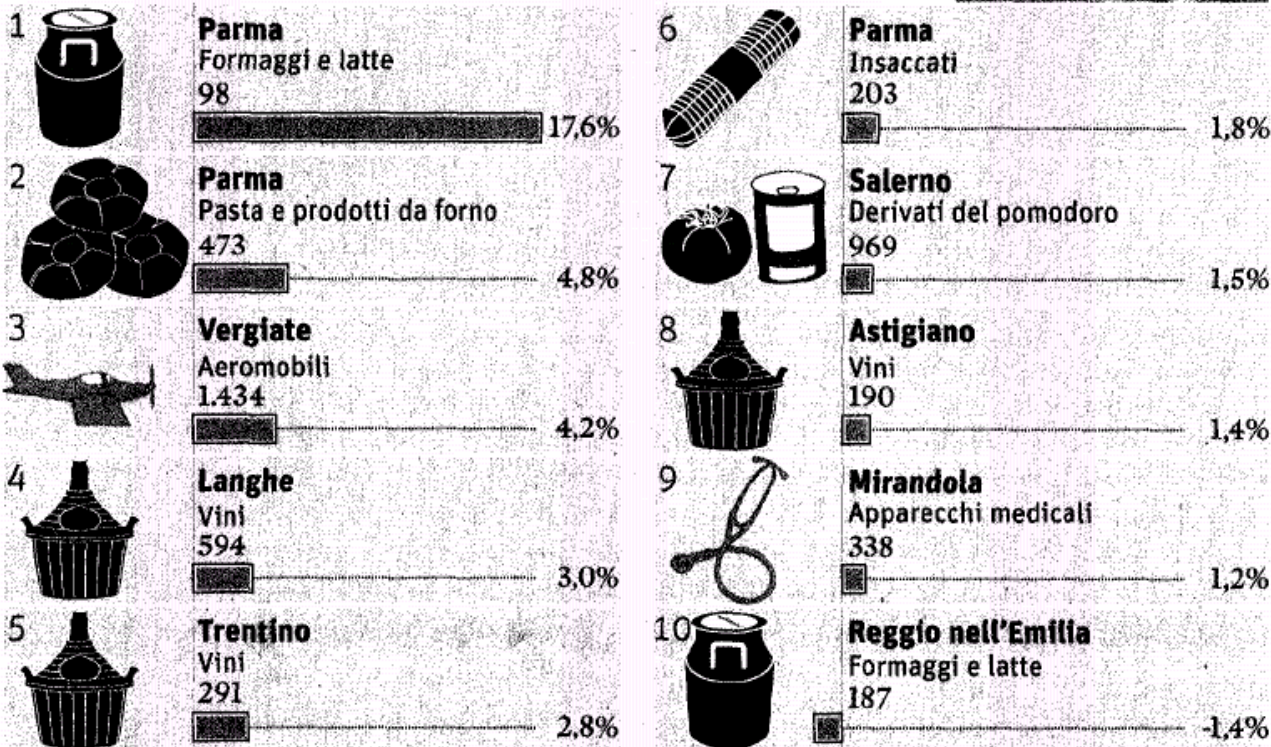 1
Parma
Formaggi e latte
98
17,6%
2
Parma
Pasta e prodotti da forno
473
4,8%
3
Vergiate
Aeromobili
1.434
4,2%
4
Langhe
Vini
594
3,0%
5
Trentino
Vini
291
2,8%
6
Parma
Insaccati
203
1,8%
7
Salerno
Derivati del pomodoro
969
1,5%
8
Astigiano
Vini
190
1,4%
9
Mirandola
Apparecchi medicali
338
1,2%
10
Reggio nell'Emilia
Formaggi e latte
187
-1,4%